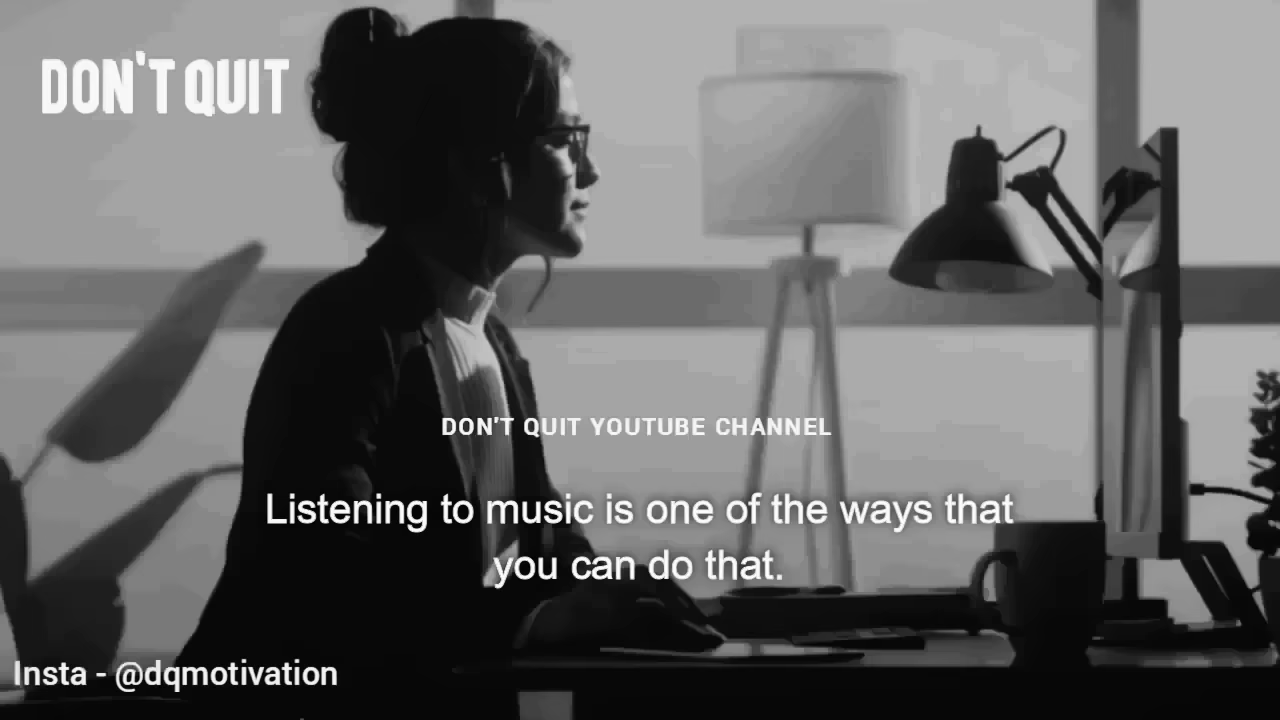 DON'T QUIT
DON'T QUIT YOUTUBE CHANNEL
Listening to music is one of the ways that
you can do that.
Insta - @dqmotivation